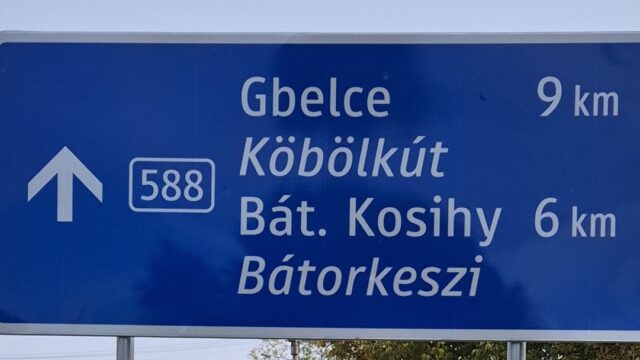 Gbelce 9 km
Köbölkút
588
Bát. Kosihy 6 km
Bátorkeszi